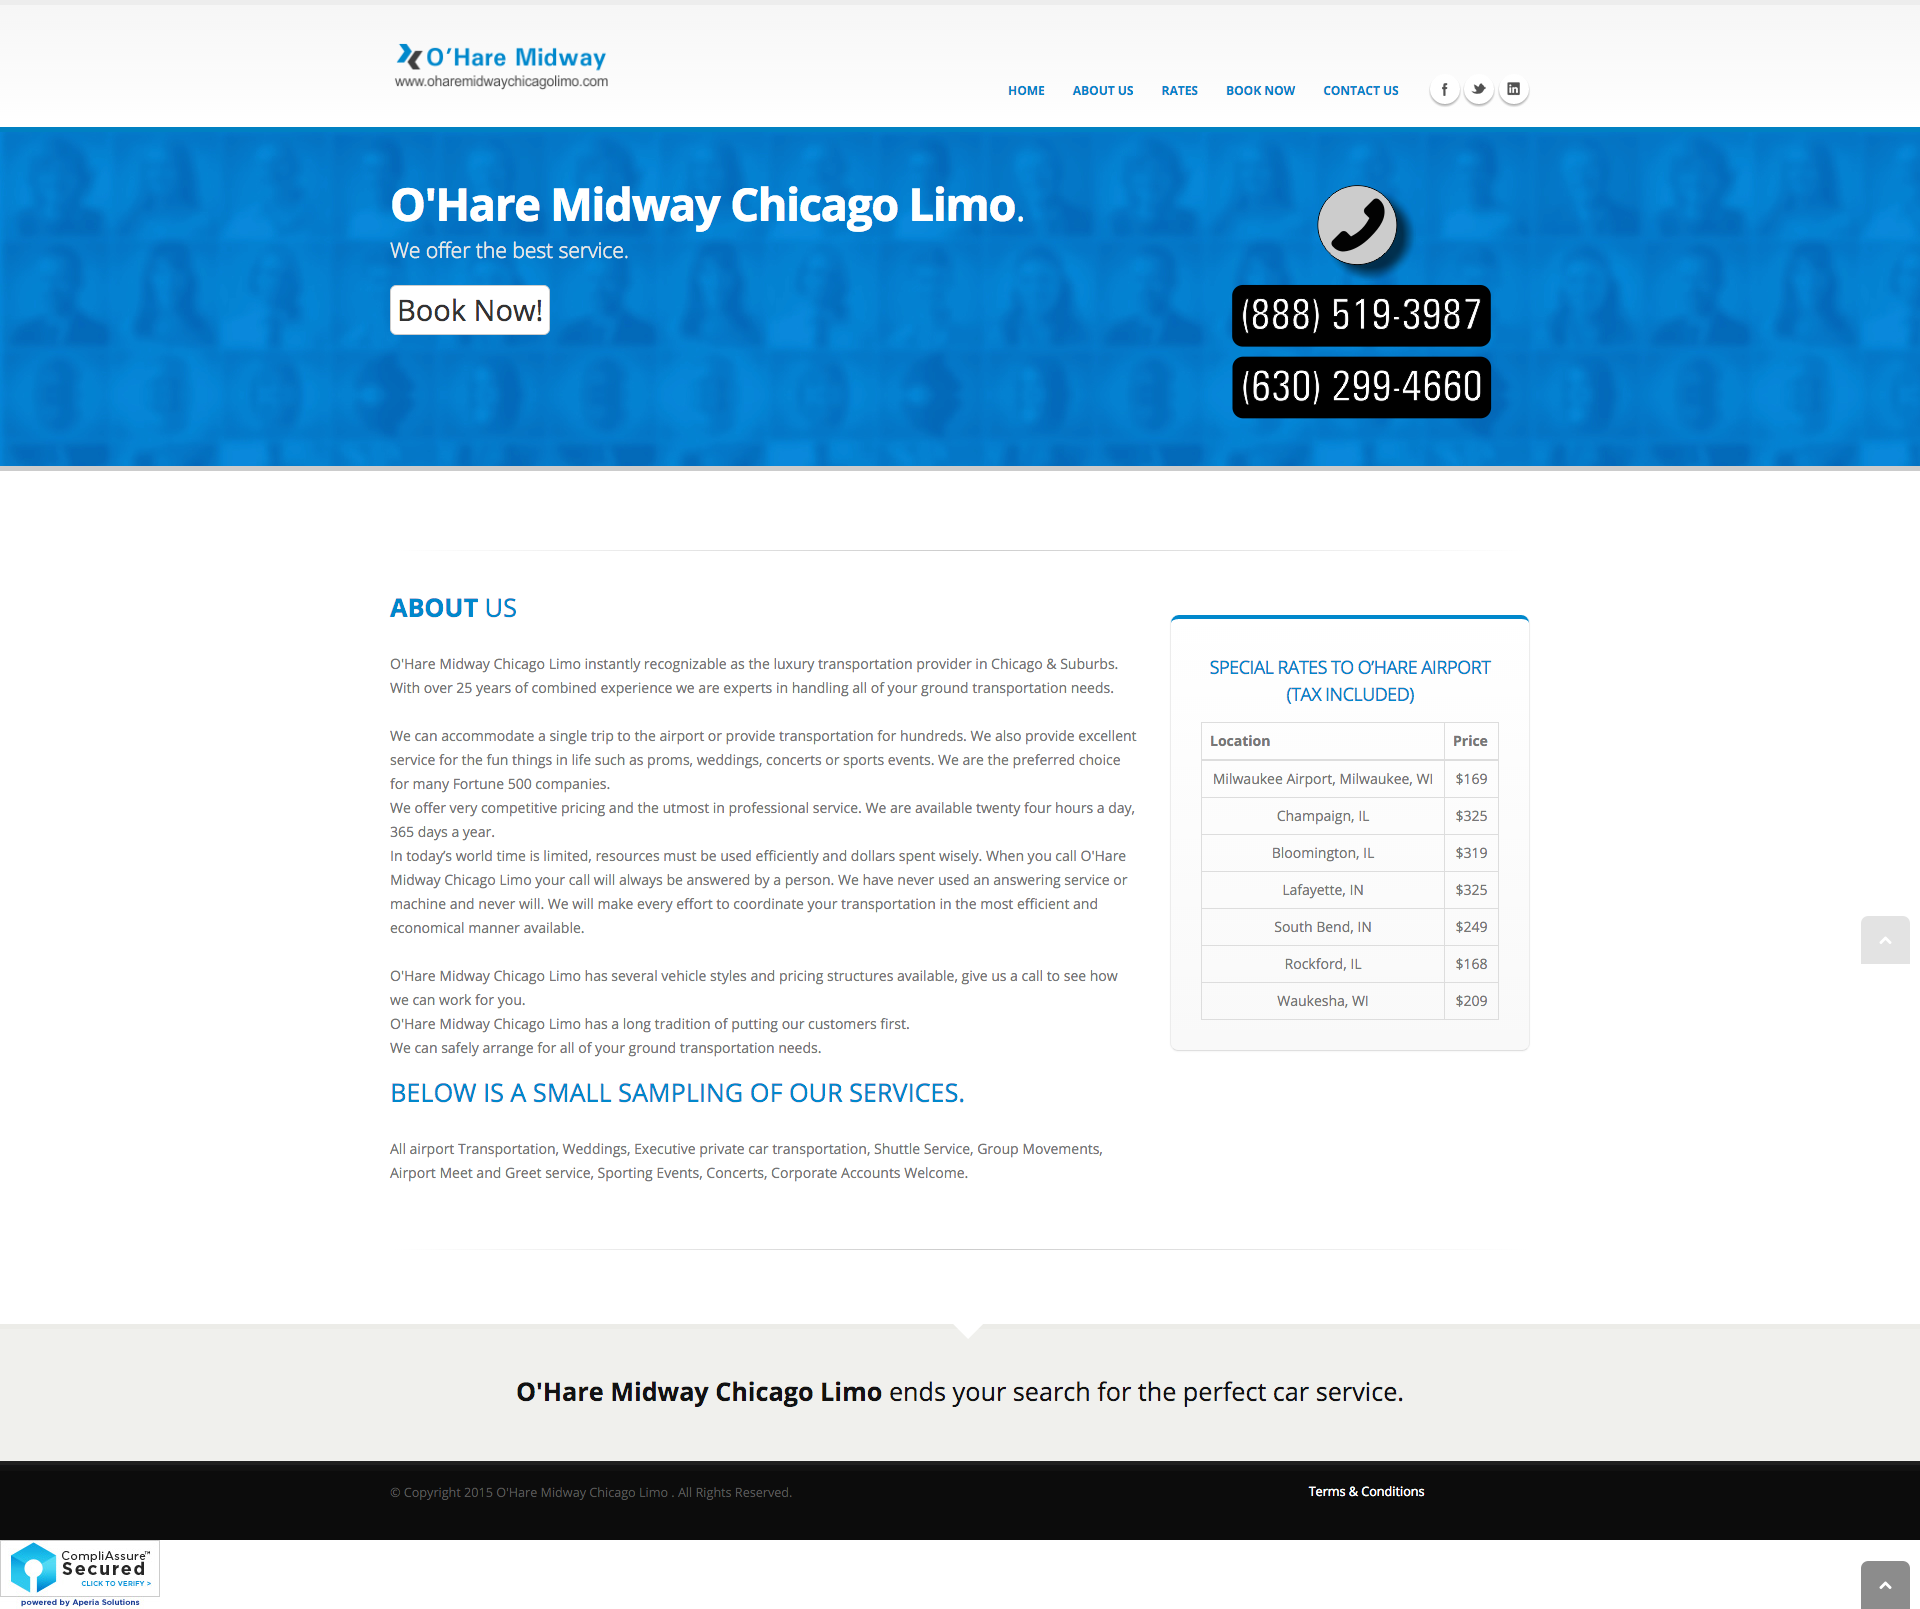 O'Hare Midway
www.oharemidwaychicagolimo.com
HOME ABOUT US RATES BOOK NOW CONTACT US
O'Hare Midway Chicago Limo.
We offer the best service.
Book Now!
(888) 519-3987
(630) 299-4660
ABOUT US
O'Hare Midway Chicago Limo instantly recognizable as the luxury transportation provider in Chicago & Suburbs.
With over 25 years of combined experience we are experts in handling all of your ground transportation needs.
We can accommodate a single trip to the airport or provide transportation for hundreds. We also provide excellent
service for the fun things in life such as proms, weddings, concerts or sports events. We are the preferred choice
for many Fortune 500 companies.
We offer very competitive pricing and the utmost in professional service. We are available twenty four hours a day,
365 days a year.
In today’s world time is limited, resources must be used efficiently and dollars spent wisely. When you call O'Hare
Midway Chicago Limo your call will always be answered by a person. We have never used an answering service or
machine and never will. We will make every effort to coordinate your transportation in the most efficient and
economical manner available.
O'Hare Midway Chicago Limo has several vehicle styles and pricing structures available, give us a call to see how
we can work for you.
O'Hare Midway Chicago Limo has a long tradition of putting our customers first.
We can safely arrange for all of your ground transportation needs.
BELOW IS A SMALL SAMPLING OF OUR SERVICES.
All airport Transportation, Weddings, Executive private car transportation, Shuttle Service, Group Movements,
Airport Meet and Greet service, Sporting Events, Concerts, Corporate Accounts Welcome.
SPECIAL RATES TO O’HARE AIRPORT
(TAX INCLUDED)
Location Price
Milwaukee Airport, Milwaukee, WI $169
Champaign, IL $325
Bloomington, IL $319
Lafayette, IN $325
South Bend, IN $249
Rockford, IL $168
Waukesha, WI $209
O'Hare Midway Chicago Limo ends your search for the perfect car service.
© Copyright 2015 O'Hare Midway Chicago Limo . All Rights Reserved.
Terms & Conditions
CompliAssure™
Secured
CLICK TO VERIFY >
powered by Aperia Solutions